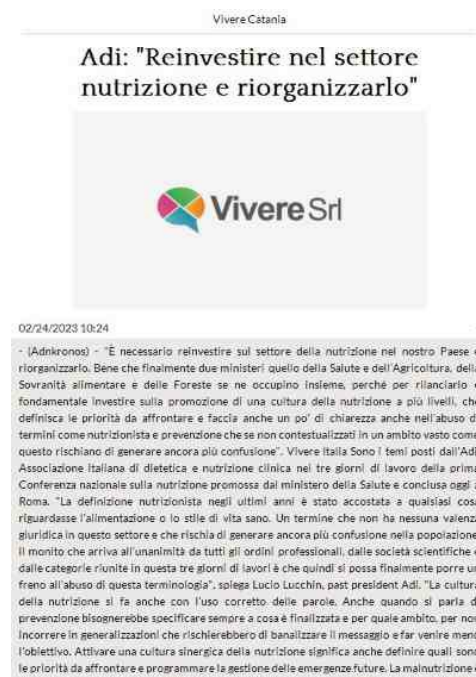 Vivere Catania
Adi: "Reinvestire nel settore
nutrizione e riorganizzarlo"
Vivere Srl
02/24/2023 10:24
- (Adnkronos) - "È necessario reinvestire sul settore della nutrizione nel nostro Paese e
riorganizzarlo. Bene che finalmente due ministeri quello della Salute e dell'Agricoltura, della
Sovranità alimentare e delle Foreste se ne occupino insieme, perché per rilanciarlo è
fondamentale investire sulla promozione di una cultura della nutrizione a più livelli, che
definisca le priorità da affrontare e faccia anche un po' di chiarezza anche nell'abuso di
termini come nutrizionista e prevenzione che se non contestualizzati in un ambito vasto come
questo rischiano di generare ancora più confusione". Vivere Italia Sono i temi posti dall'Adi,
Associazione italiana di dietetica e nutrizione clinica nei tre giorni di lavoro della prima
Conferenza nazionale sulla nutrizione promossa dal ministero della Salute e conclusa oggi a
Roma. "La definizione nutrizionista negli ultimi anni è stato accostata a qualsiasi cosa
riguardasse l'alimentazione o lo stile di vita sano. Un termine che non ha nessuna valenza
giuridica in questo settore e che rischia di generare ancora più confusione nella popolazione.
Il monito che arriva all'unanimità da tutti gli ordini professionali, dalle società scientifiche e
dalle categorie riunite in questa tre giorni di lavori è che quindi si possa finalmente porre un
freno all'abuso di questa terminologia", spiega Lucio Lucchin, past president Adi. "La cultura
della nutrizione si fa anche con l'uso corretto delle parole. Anche quando si parla di
prevenzione bisognerebbe specificare sempre a cosa è finalizzata e per quale ambito, per non
incorrere in generalizzazioni che rischierebbero di banalizzare il messaggio e far venire meno
l'obiettivo. Attivare una cultura sinergica della nutrizione significa anche definire quali sono
le priorità da affrontare e programmare la gestione delle emergenze future. La malnutrizione è